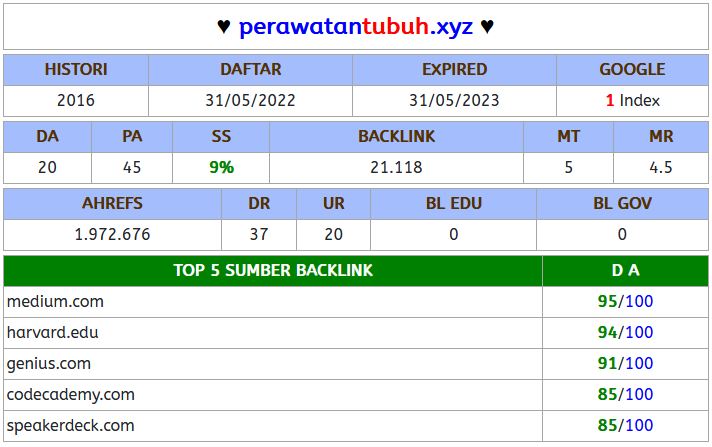 ♥ perawatantubuh.xyz ♥
HISTORI DAFTAR EXPIRED GOOGLE
2016 31/05/2022 31/05/2023 1 Index
DA PA SS BACKLINK MT MR
20 45 9% 21.118 5 4.5
AHREFS DR UR BL EDU BL GOV
1.972.676 37 20 0 0
TOP 5 SUMBER BACKLINK D A
medium.com 95/100
harvard.edu 94/100
genius.com 91/100
codecademy.com 85/100
speakerdeck.com 85/100